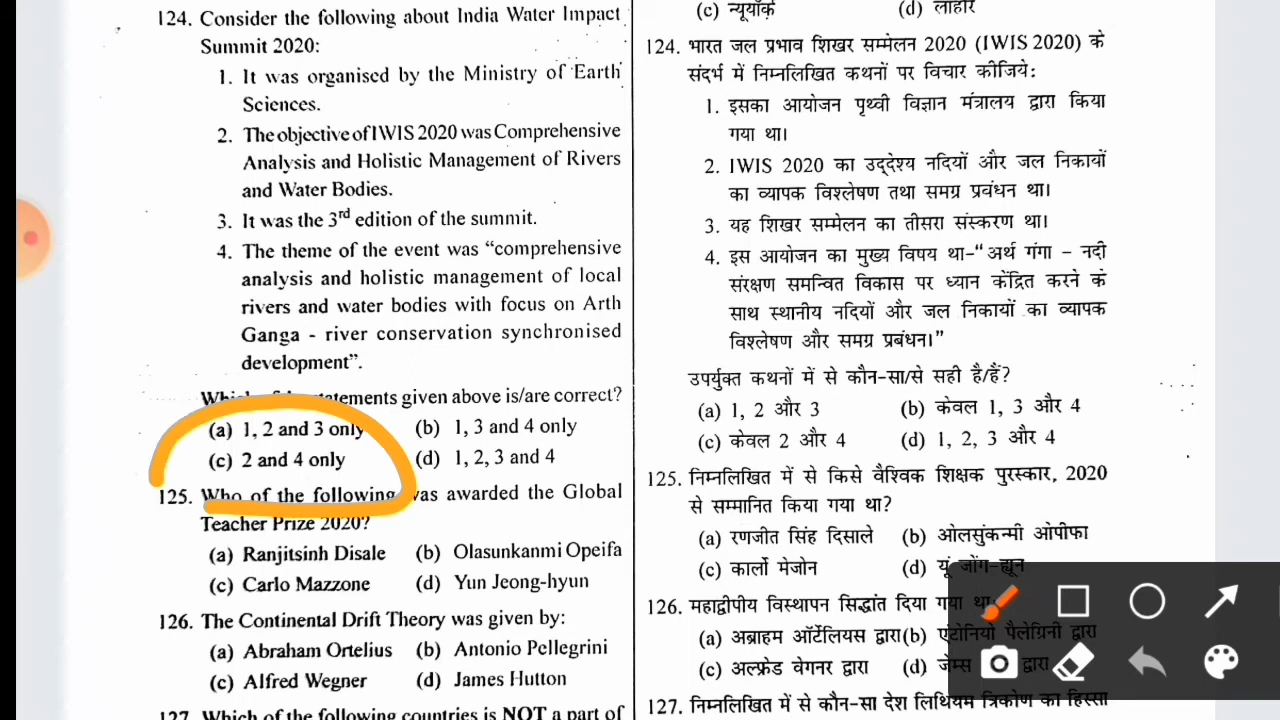 124. Consider the following about India Water Impact
Summit 2020:
1. It was organised by the Ministry of Earth
Sciences.
2. The objective of IWIS 2020 was Comprehensive
Analysis and Holistic Management of Rivers
and Water Bodies.
3. It was the 3rd edition of the summit.
4. The theme of the event was “comprehensive
analysis and holistic management of local
rivers and water bodies with focus on Arth
Ganga - river conservation synchronised
development”.
statements given above is/are correct?
(a) 1, 2 and 3 only (b) 1, 3 and 4 only
(c) 2 and 4 only (d) 1, 2, 3 and 4
125. Who of the following was awarded the Global
Teacher Prize 2020?
(a) Ranjitsinh Disale (b) Olasunkanmi Opeifa
(c) Carlo Mazzone (d) Yun Jeong-hyun
126. The Continental Drift Theory was given by:
(a) Abraham Ortelius (b) Antonio Pellegrini
(c) Alfred Wegner (d) James Hutton
127. Which of the following countries is NOT a part of
(c) न्यूयॉर्क (d) लाहौर
124. भारत जल प्रभाव शिखर सम्मेलन 2020 (IWIS 2020) के
संदर्भ में निम्नलिखित कथनों पर विचार कीजिये:
1. इसका आयोजन पृथ्वी विज्ञान मंत्रालय द्वारा किया
गया था।
2. IWIS 2020 का उद्देश्य नदियों और जल निकायों
का व्यापक विश्लेषण तथा समग्र प्रबंधन था।
3. यह शिखर सम्मेलन का तीसरा संस्करण था।
4. इस आयोजन का मुख्य विषय था-“ अर्थ गंगा – नदी
संरक्षण समन्वित विकास पर ध्यान केंद्रित करने के
साथ स्थानीय नदियों और जल निकायों का व्यापक
विश्लेषण और समग्र प्रबंधन।”
उपर्युक्त कथनों में से कौन-सा/से सही है/हैं?
(a) 1, 2 और 3 (b) केवल 1, 3 और 4
(c) केवल 2 और 4 (d) 1, 2, 3 और 4
125. निम्नलिखित में से किसे वैश्विक शिक्षक पुरस्कार, 2020
से सम्मानित किया गया था?
(a) रणजीत सिंह दिसाले (b) ओलसुंकन्मी ओपीफा
(c) कार्लो मेजोन (d) यूं जोंग-ह्यून
126. महाद्वीपीय विस्थापन सिद्धांत दिया गया था
(a) अब्राहम ऑर्टेलियस द्वारा (b) एंटोनियो पैलेग्रिनी द्वारा
(c) अल्फ्रेड वेगनर द्वारा (d) जेम्स द्वारा
127. निम्नलिखित में से कौन-सा देश लिथियम त्रिकोण का हिस्सा